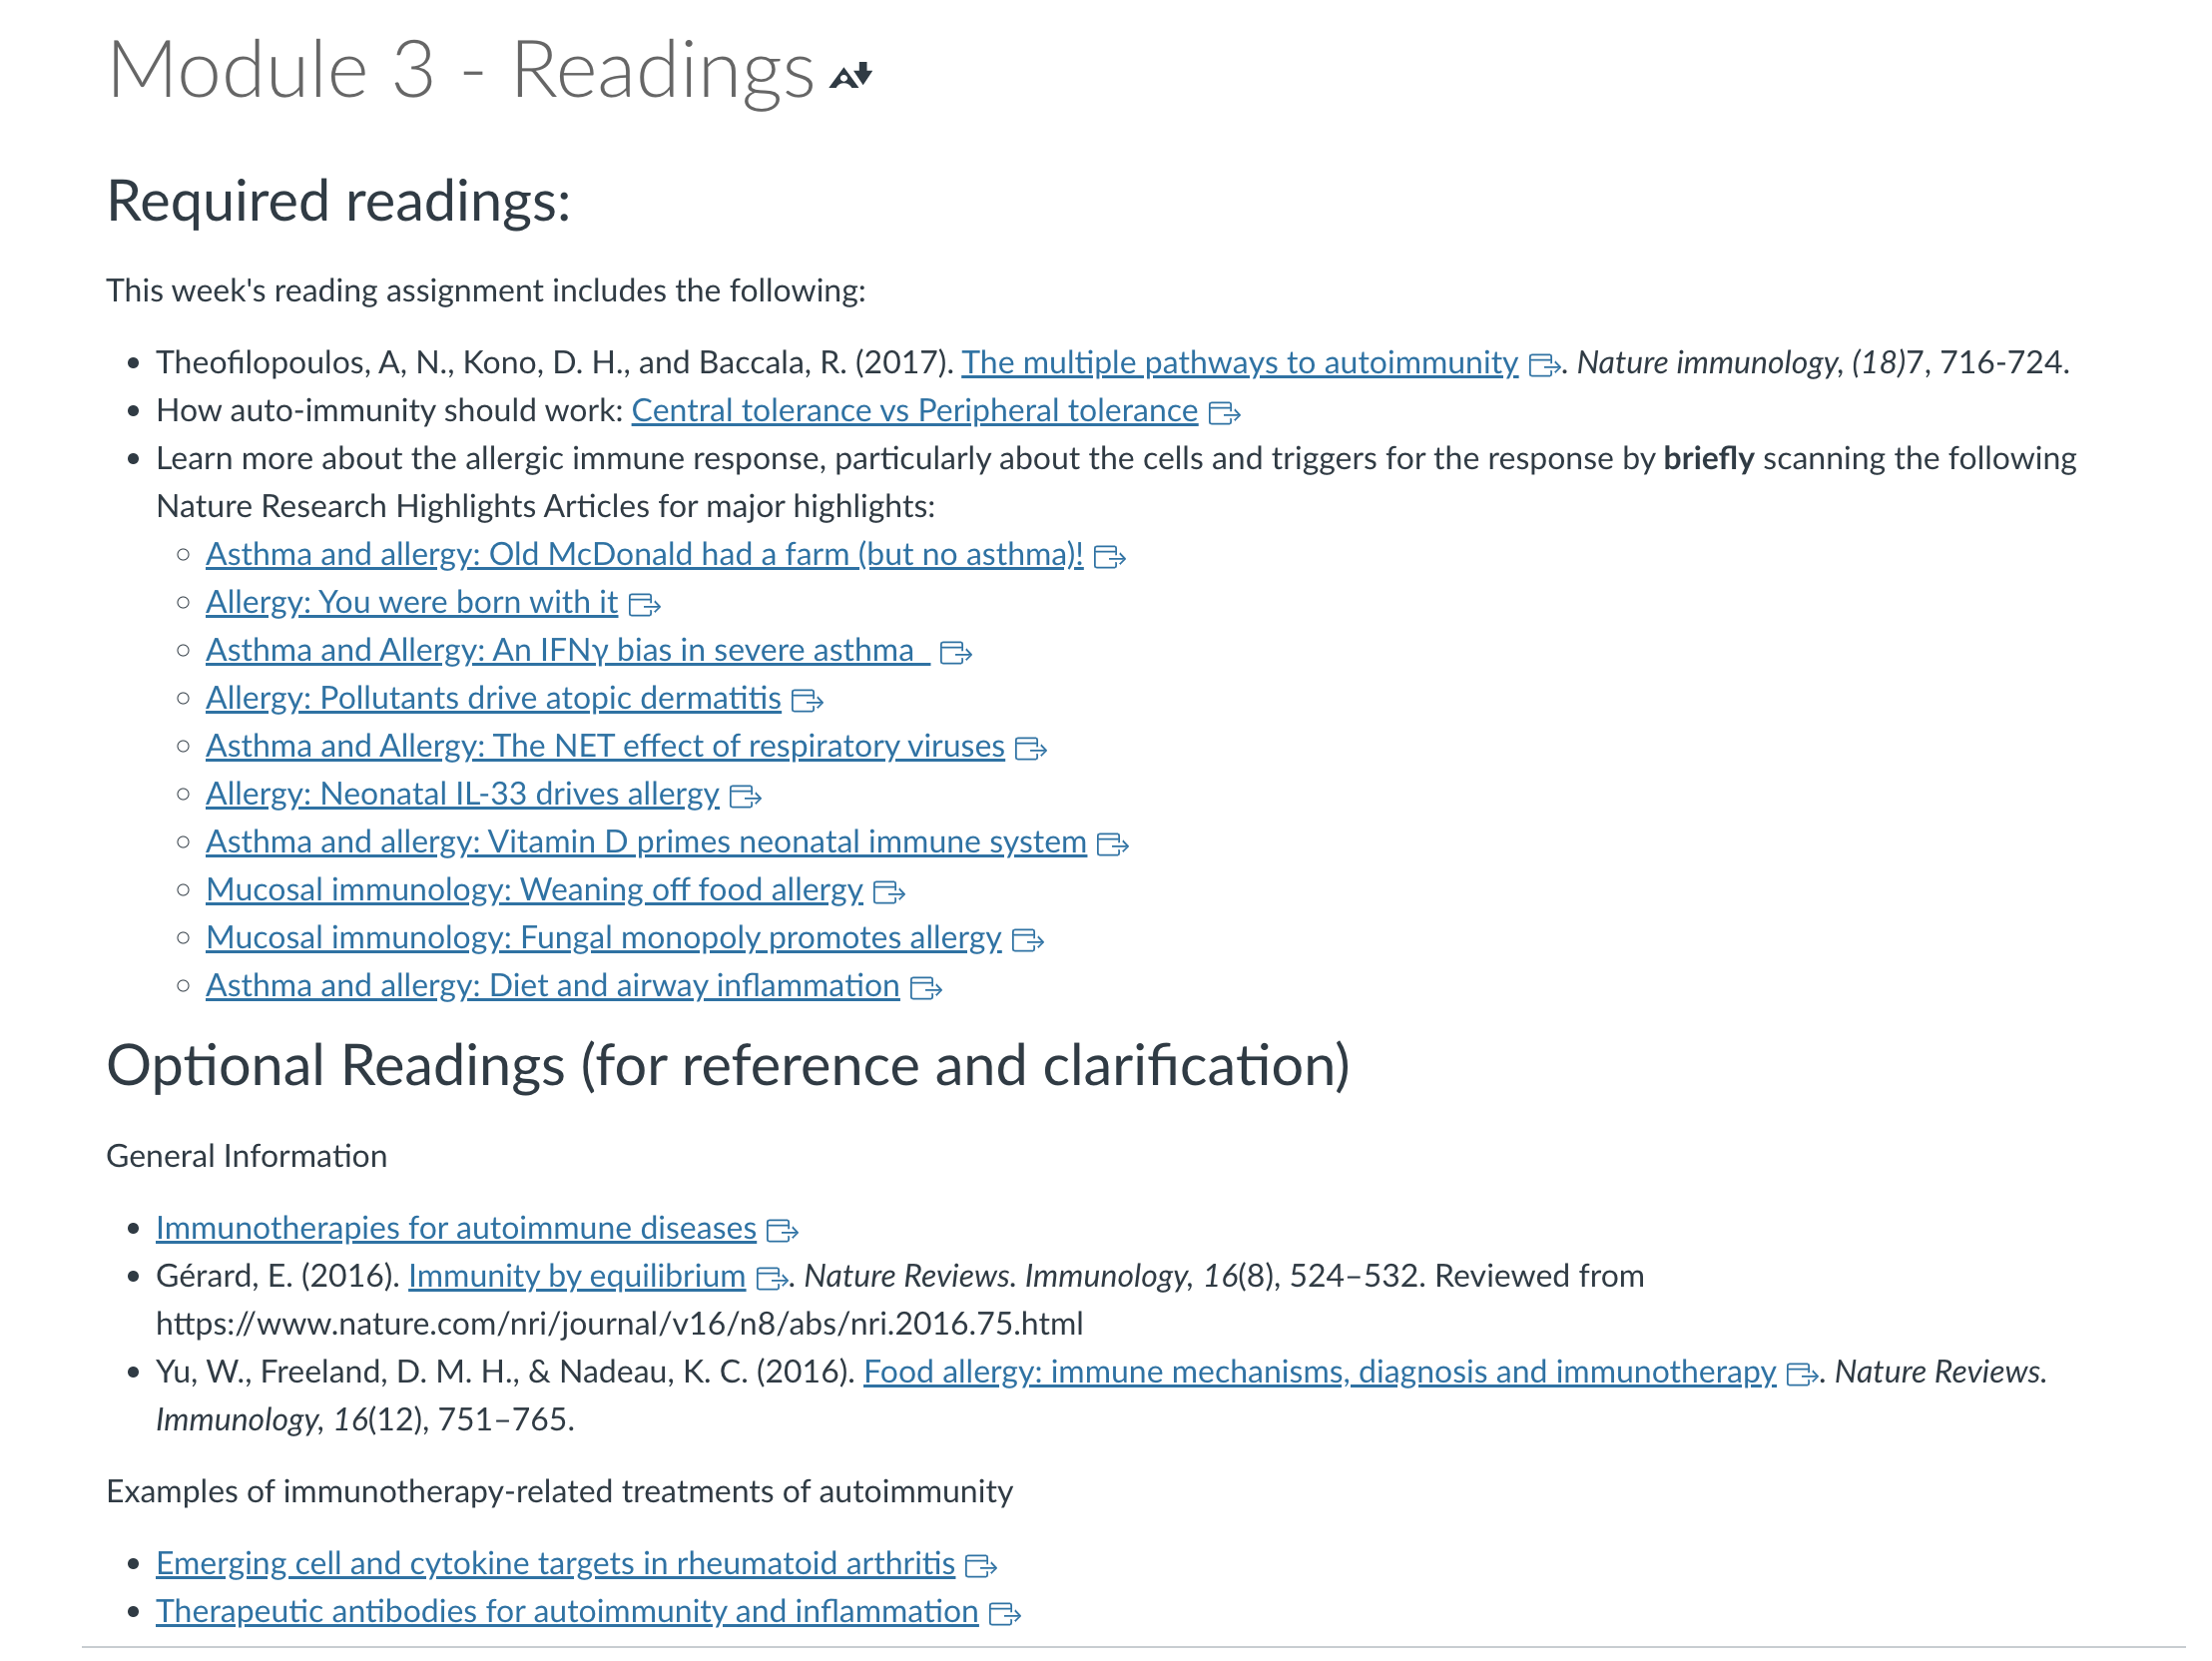 Module 3 - Readings
Required readings:
This week's reading assignment includes the following:
Theofilopoulos, A, N., Kono, D. H., and Baccala, R. (2017). The multiple pathways to autoimmunity. Nature immunology, (18)7, 716-724.
How auto-immunity should work: Central tolerance vs Peripheral tolerance
Learn more about the allergic immune response, particularly about the cells and triggers for the response by briefly scanning the following
Nature Research Highlights Articles for major highlights:
Asthma and allergy: Old McDonald had a farm (but no asthma)!
Allergy: You were born with it
Asthma and Allergy: An IFNγ bias in severe asthma
Allergy: Pollutants drive atopic dermatitis
Asthma and Allergy: The NET effect of respiratory viruses
Allergy: Neonatal IL-33 drives allergy
Asthma and allergy: Vitamin D primes neonatal immune system
Mucosal immunology: Weaning off food allergy
Mucosal immunology: Fungal monopoly promotes allergy
Asthma and allergy: Diet and airway inflammation
Optional Readings (for reference and clarification)
General Information
Immunotherapies for autoimmune diseases
Gérard, E. (2016). Immunity by equilibrium. Nature Reviews. Immunology, 16(8), 524–532. Reviewed from
https://www.nature.com/nri/journal/v16/n8/abs/nri.2016.75.html
Yu, W., Freeland, D. M. H., & Nadeau, K. C. (2016). Food allergy: immune mechanisms, diagnosis and immunotherapy. Nature Reviews.
Immunology, 16(12), 751–765.
Examples of immunotherapy-related treatments of autoimmunity
Emerging cell and cytokine targets in rheumatoid arthritis
Therapeutic antibodies for autoimmunity and inflammation